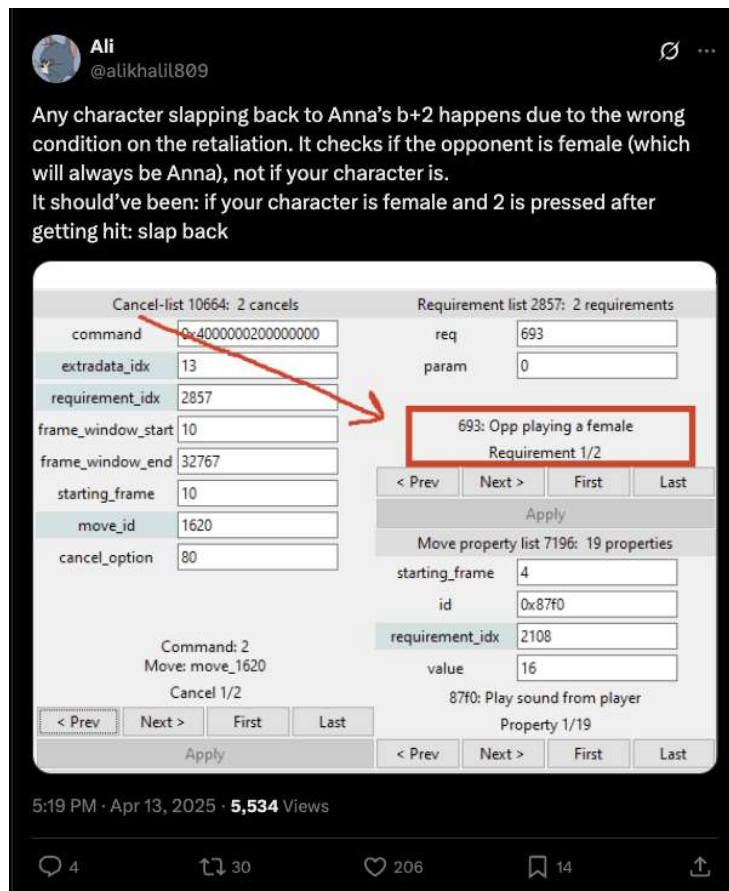 Ali
@alikhalil809
Any character slapping back to Anna's b+2 happens due to the wrong
condition on the retaliation. It checks if the opponent is female (which
will always be Anna), not if your character is.
It should've been: if your character is female and 2 is pressed after
getting hit: slap back
Cancel-list 10664: 2 cancels
command 0x4000000200000000
extradata_idx 13
requirement_idx 2857
frame_window_start 10
frame_window_end 32767
starting_frame 10
move_id 1620
cancel_option 80
Command: 2
Move: move_1620
Cancel 1/2
< Prev Next > First Last
Apply
Requirement list 2857: 2 requirements
req 693
param 0
693: Opp playing a female
Requirement 1/2
< Prev Next > First Last
Apply
Move property list 7196: 19 properties
starting_frame 4
id 0x87f0
requirement_idx 2108
value 16
87f0: Play sound from player
Property 1/19
< Prev Next > First Last
5:19 PM · Apr 13, 2025 · 5,534 Views
4 30 206 14